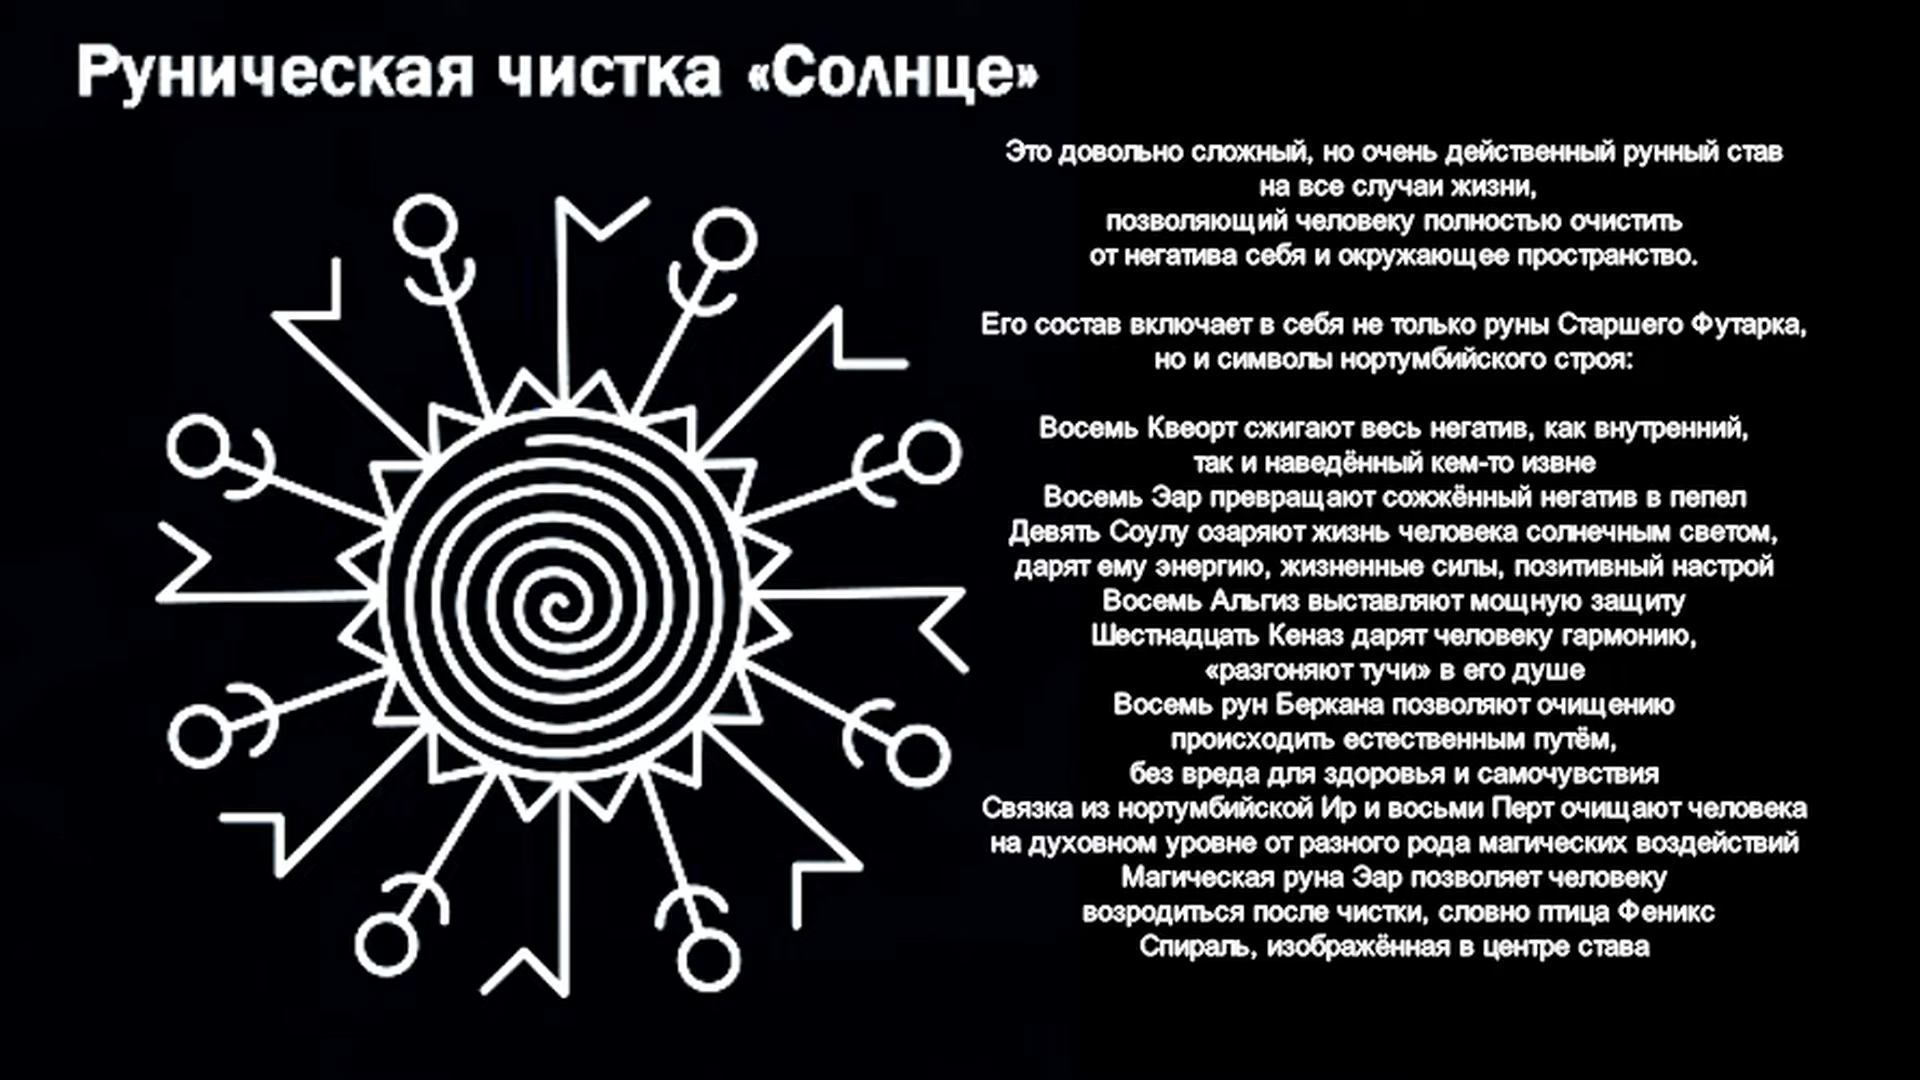 Руническая чистка «Солнце»
Это довольно сложный, но очень действенный рунный став
на все случаи жизни,
позволяющий человеку полностью очистить
от негатива себя и окружающее пространство.
Его состав включает в себя не только руны Старшего Футарка,
но и символы нортумбийского строя:
Восемь Квеорт сжигают весь негатив, как внутренний,
так и наведённый кем-то извне
Восемь Эар превращают сожжённый негатив в пепел
Девять Соулу озаряют жизнь человека солнечным светом,
дарят ему энергию, жизненные силы, позитивный настрой
Восемь Альгиз выставляют мощную защиту
Шестнадцать Кеназ дарят человеку гармонию,
«разгоняют тучи» в его душе
Восемь рун Беркана позволяют очищению
происходить естественным путём,
без вреда для здоровья и самочувствия
Связка из нортумбийской Ир и восьми Перт очищают человека
на духовном уровне от разного рода магических воздействий
Магическая руна Эар позволяет человеку
возродиться после чистки, словно птица Феникс
Спираль, изображённая в центре става